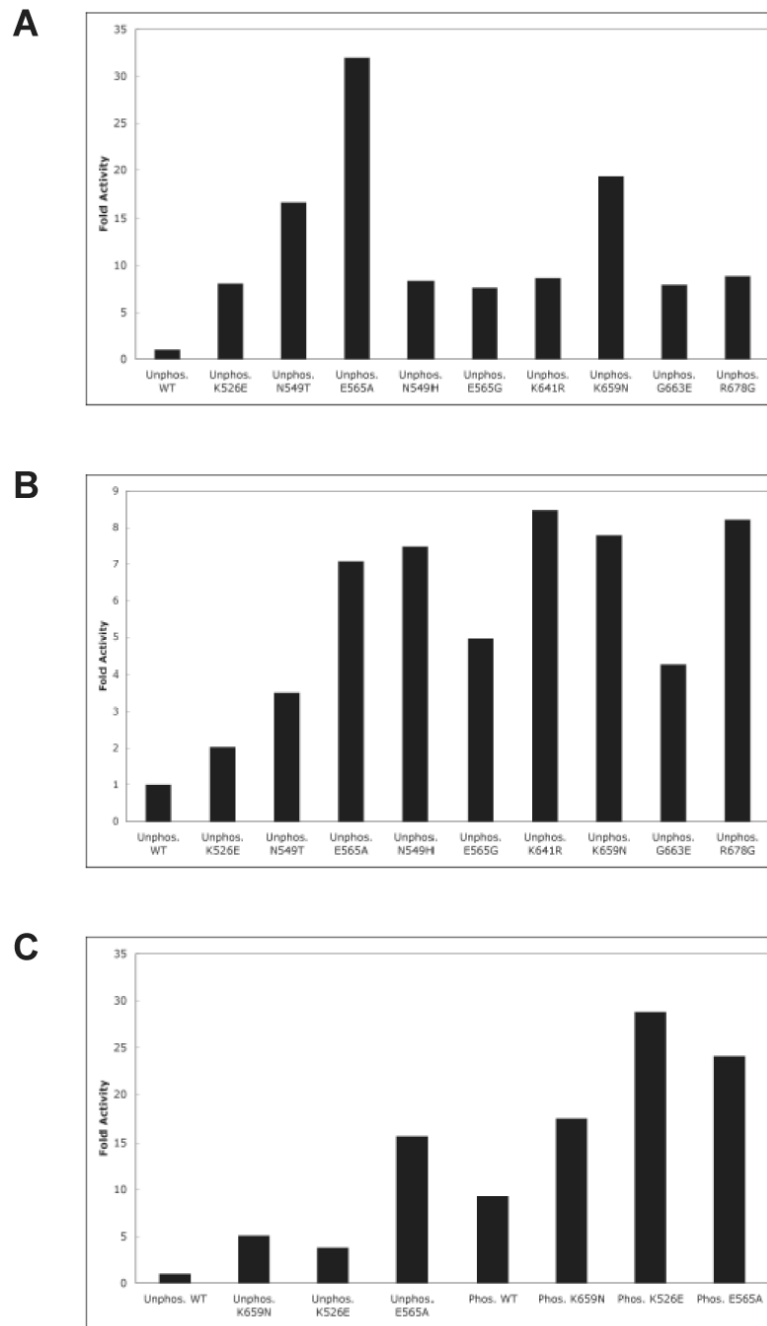 A
35
30
25
20
15
10
5
0
Fold Activity
Unphos. Unphos. Unphos. Unphos. Unphos. Unphos. Unphos. Unphos. Unphos. Unphos.
WT K526E N549T E565A N549IH E565G K641R K659N G663E R678G
B
9
8
7
6
5
4
3
2
1
0
Fold Activity
Unphos. Unphos. Unphos. Unphos. Unphos. Unphos. Unphos. Unphos. Unphos. Unphos.
WT K526E N549T E565A N549HI E565G K641R K659N G663E R678G
C
35
30
25
20
15
10
5
0
Fold Activity
Unphos. WT Unphos. Unphos. Unphos. Phos. WT Phos. K659N Phos. K526E Phos. E565A
K659N K526E E565A